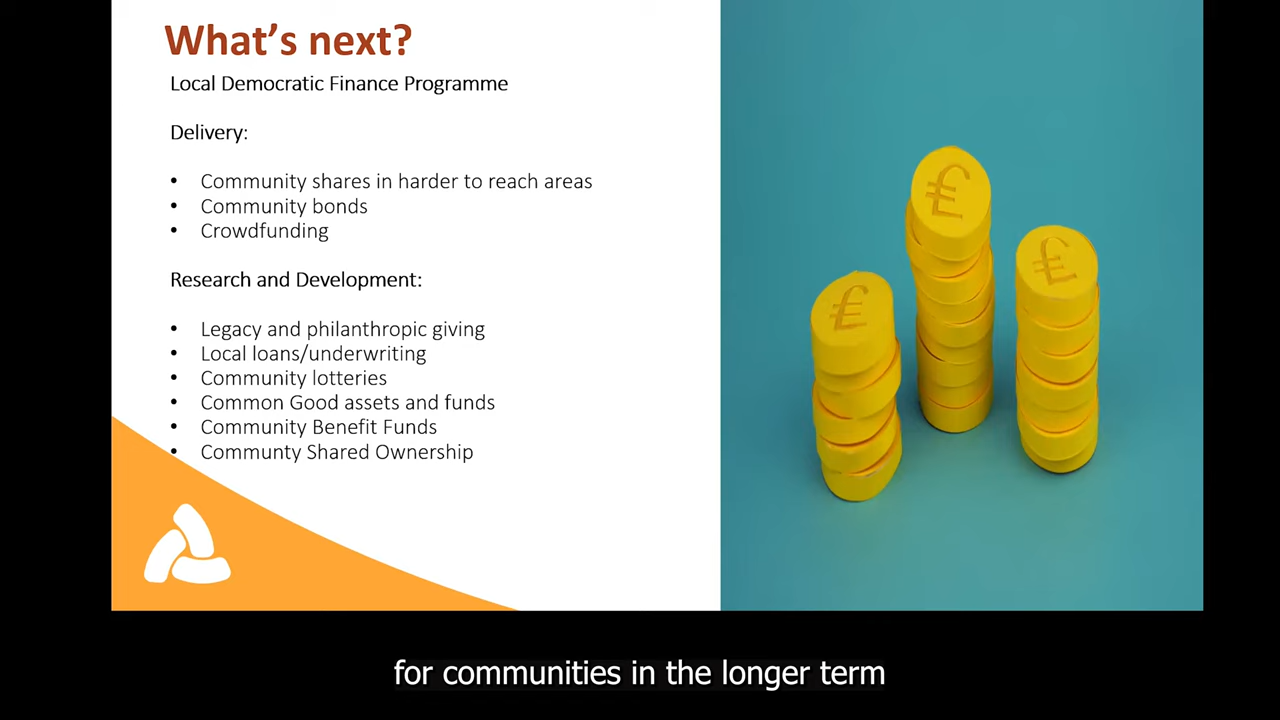 What's next?
Local Democratic Finance Programme
Delivery:
• Community shares in harder to reach areas
• Community bonds
• Crowdfunding
Research and Development:
• Legacy and philanthropic giving
• Local loans/underwriting
• Community lotteries
• Common Good assets and funds
• Community Benefit Funds
• Communty Shared Ownership
£
£
£
for communities in the longer term